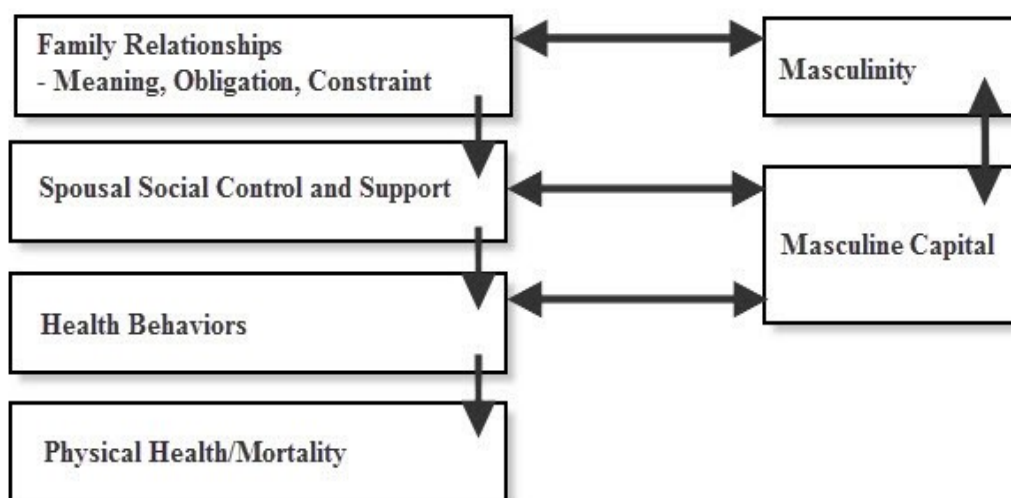 Family Relationships
- Meaning, Obligation, Constraint
Masculinity
Spousal Social Control and Support
Masculine Capital
Health Behaviors
Physical Health/Mortality